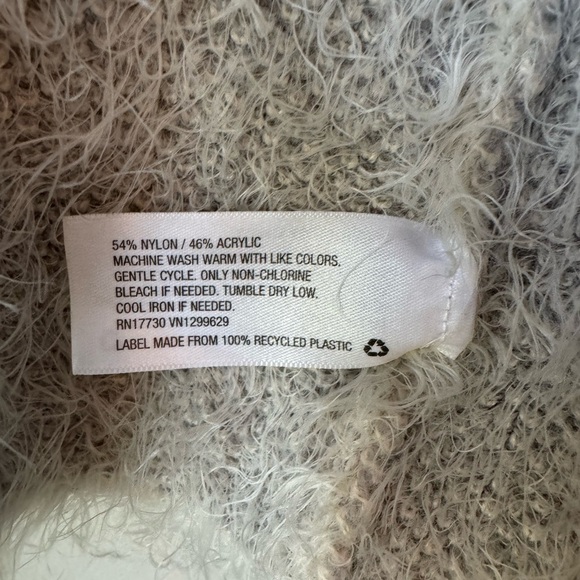 54% NYLON / 46% ACRYLIC
MACHINE WASH WARM WITH LIKE COLORS.
GENTLE CYCLE. ONLY NON-CHLORINE
BLEACH IF NEEDED. TUMBLE DRY LOW.
COOL IRON IF NEEDED.
RN17730 VN1299629
LABEL MADE FROM 100% RECYCLED PLASTIC